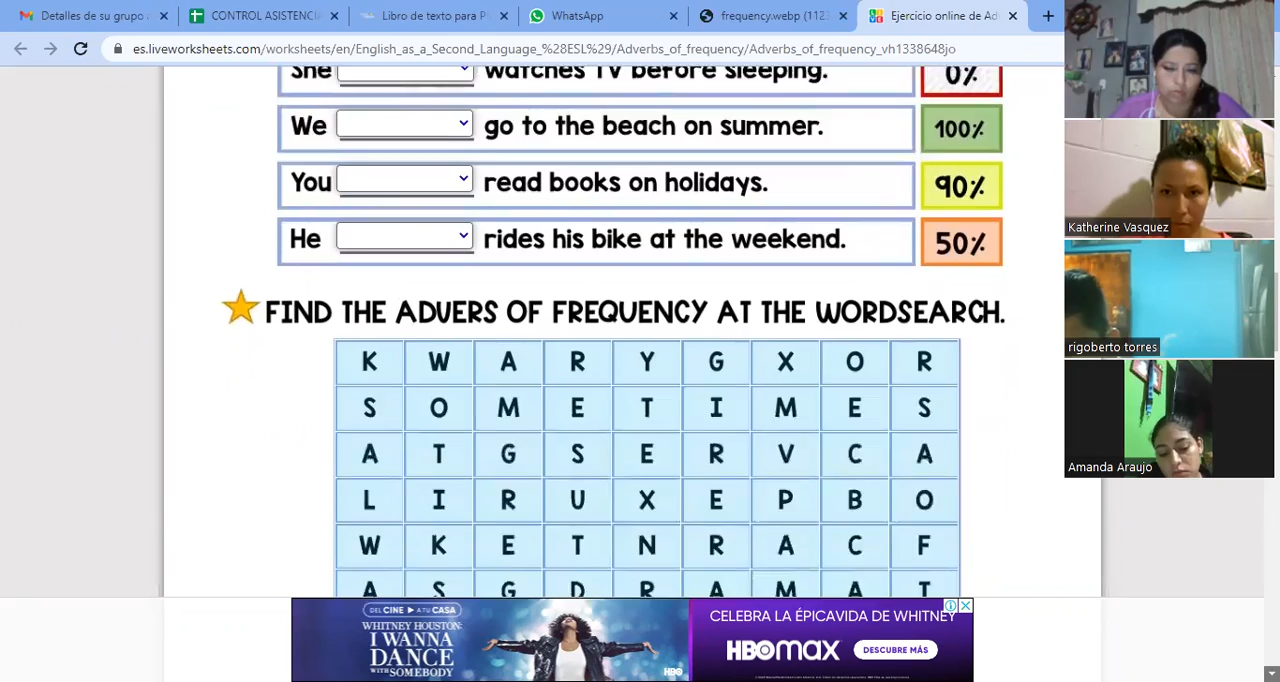 Detalles de su grupo
CONTROL ASISTENCI
Libro de texto para P
WhatsApp
frequency.webp (112
Ejercicio online de Ad
es.liveworksheets.com/worksheets/en/English_as_a_Second_Language_%28ESL%29/Adverbs_of_frequency/Adverbs_of_frequency_vh1338648jo
She watches TV before sleeping. 0%
We go to the beach on summer. 100%
You read books on holidays. 90%
He rides his bike at the weekend. 50%
FIND THE ADVERS OF FREQUENCY AT THE WORDSEARCH.
K W A R Y G X O R
S O M E T I M E S
A T G S E R V C A
L I R U X E P B O
W K E T N R A C F
A S G D R A M A T
Katherine Vasquez
rigoberto torres
Amanda Araujo
DEL CINE ▶ A TU CASA
WHITNEY HOUSTON:
I WANNA
DANCE
WITH SOMEBODY
HBO
CELEBRA LA ÉPICAVIDA DE WHITNEY
HBOMAX
DESCUBRE MÁS